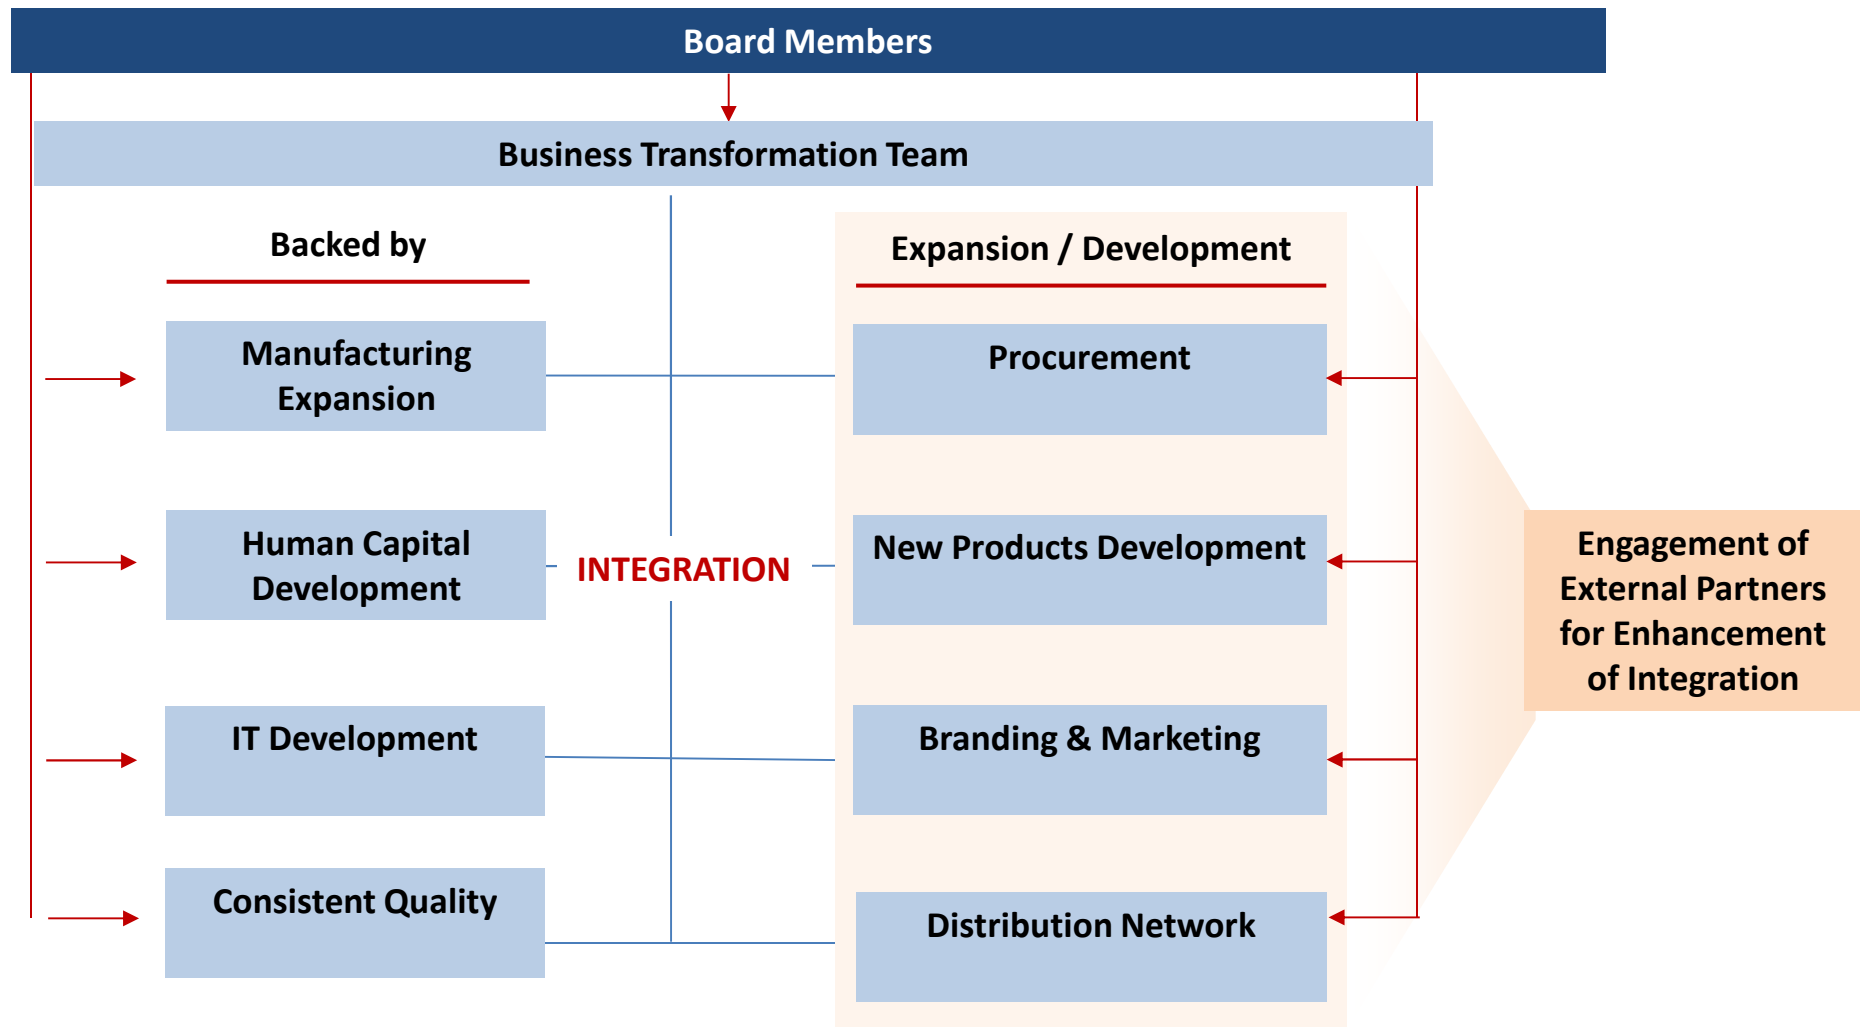 Board Members
Business Transformation Team
Backed by
Manufacturing
Expansion
Human Capital
Development
IT Development
Consistent Quality
INTEGRATION
Expansion / Development
Procurement
New Products Development
Branding & Marketing
Distribution Network
Engagement of
External Partners
for Enhancement
of Integration